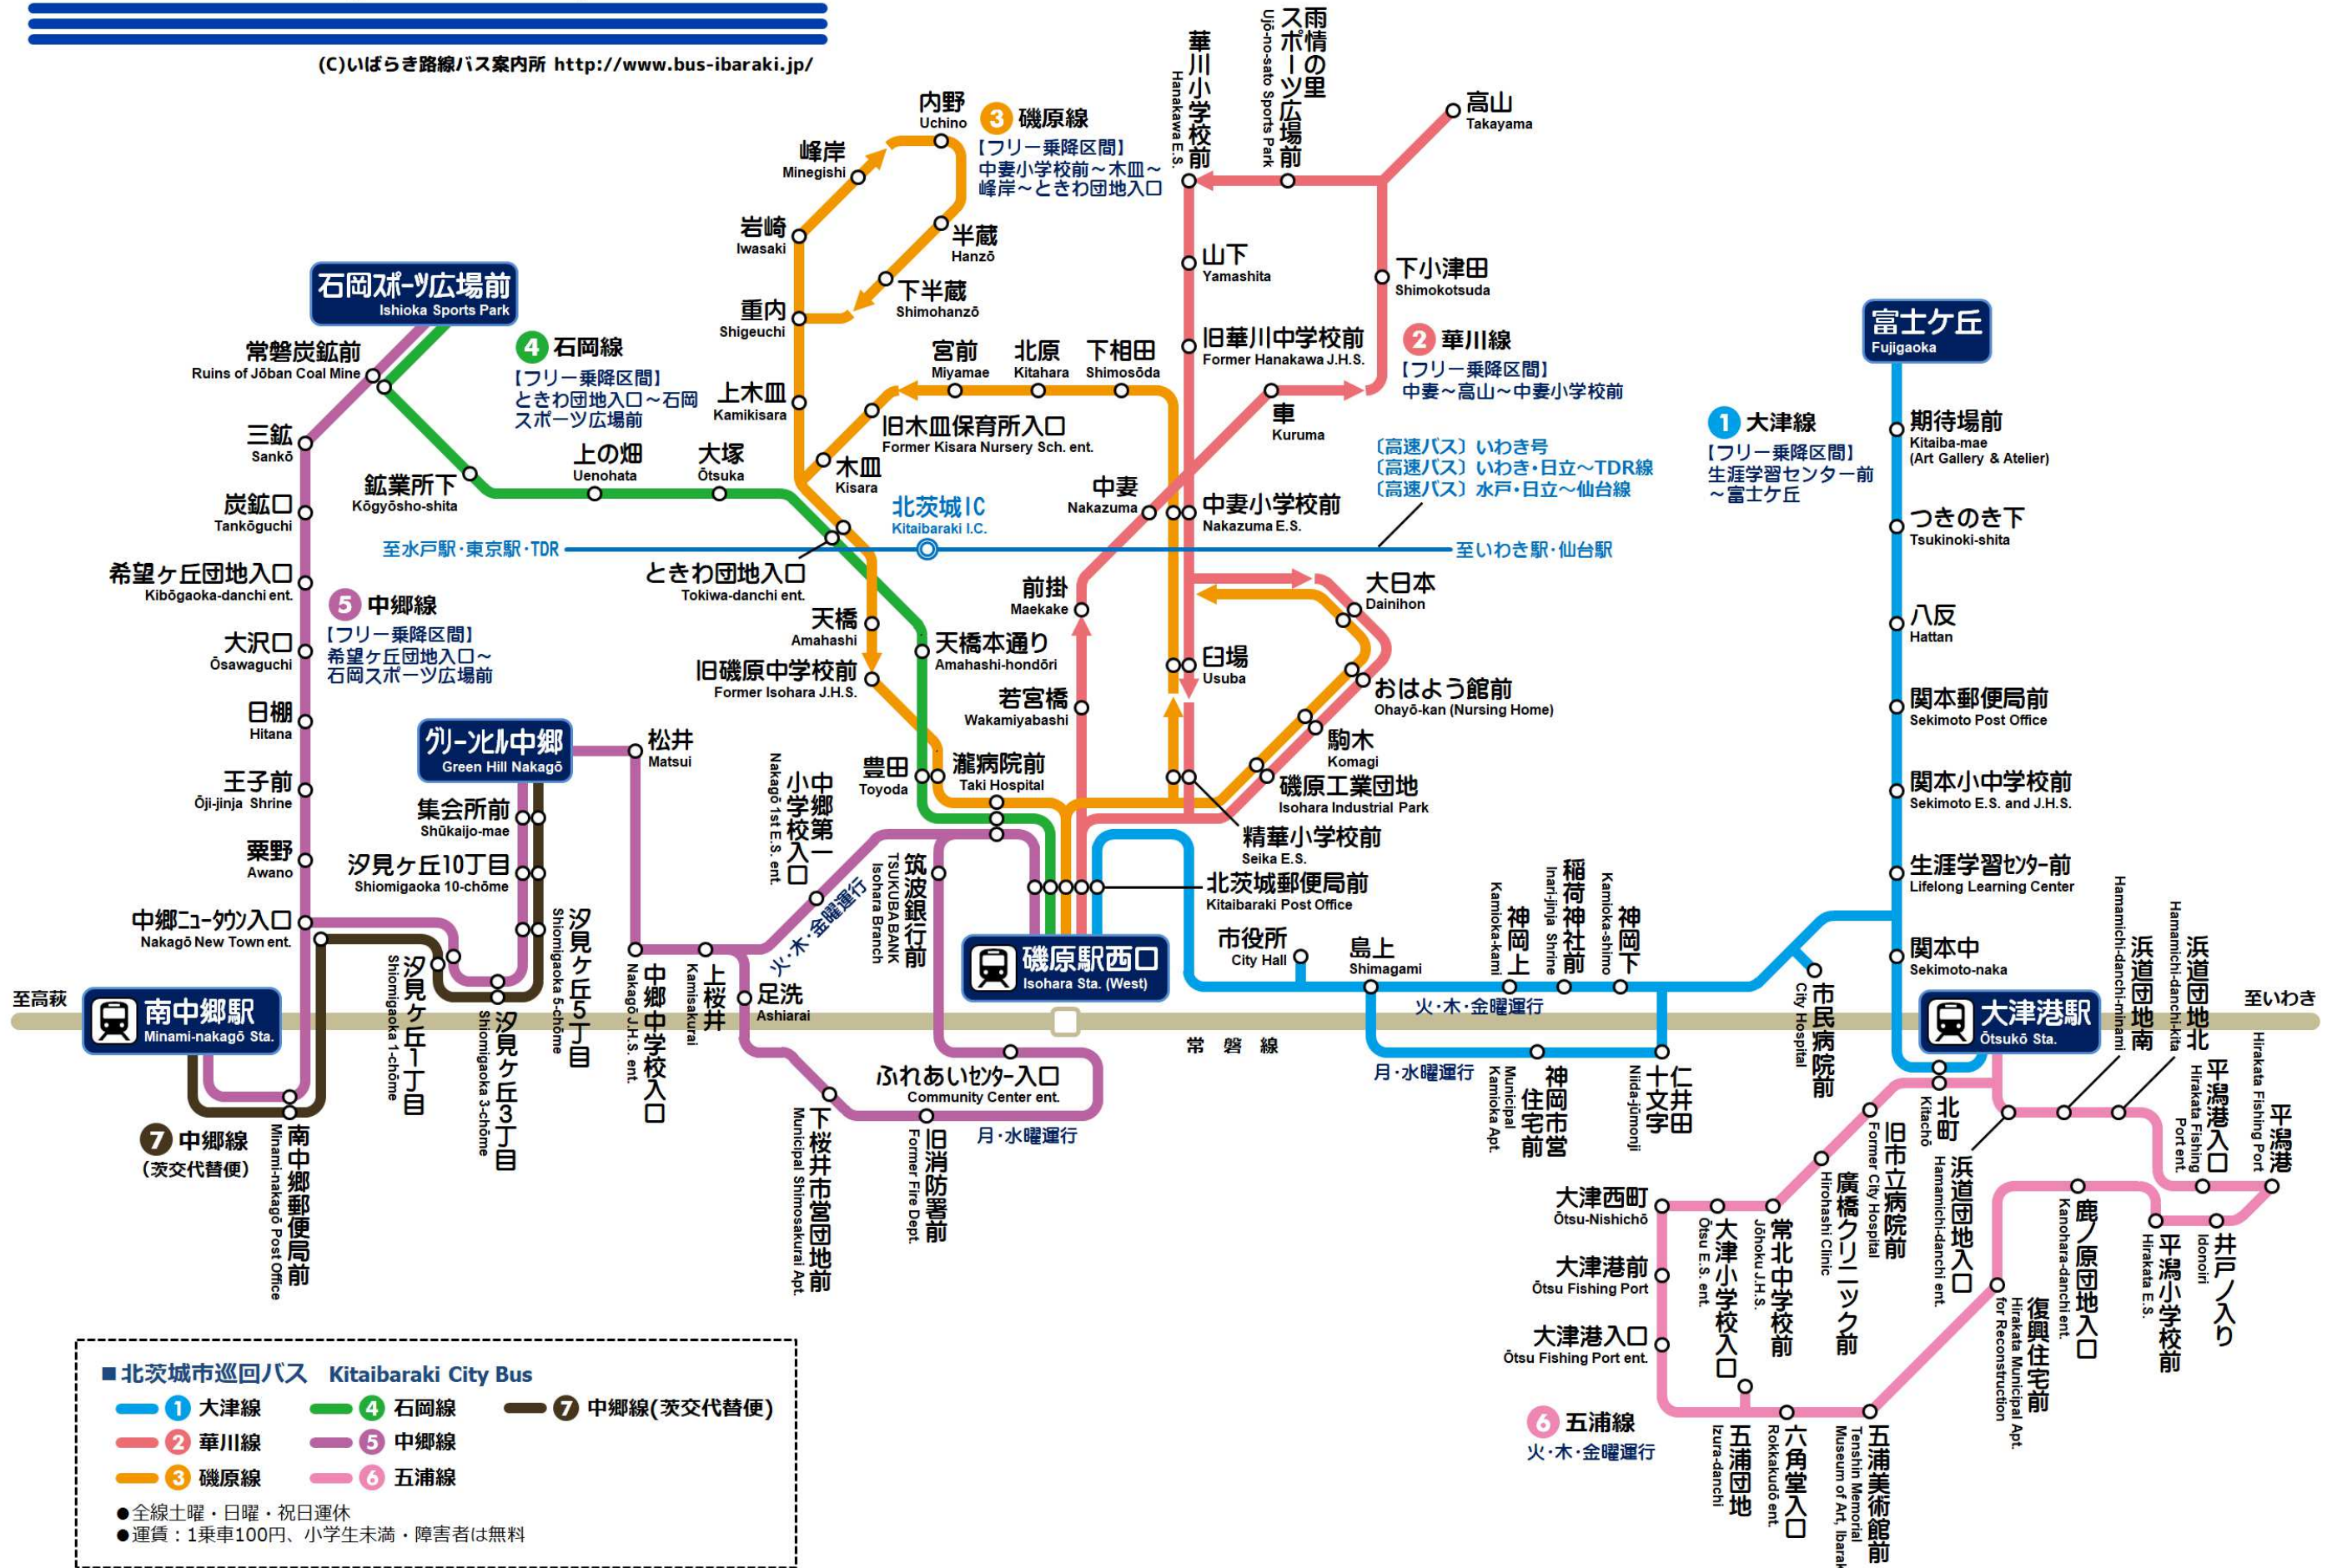 (C)いばらき路線バス案内所 http://www.bus-ibaraki.jp/
内野
Uchino
3 磯原線
【フリー乗降区間】
中妻小学校前～木皿～
峰岸～ときわ団地入口
峰岸
Minegishi
岩崎
Iwasaki
半蔵
Hanzō
下半蔵
Shimohanzō
重内
Shigeuchi
上木皿
Kamikisara
宮前
Miyamae
北原
Kitahara
下相田
Shimosōda
旧木皿保育所入口
Former Kisara Nursery Sch. ent.
木皿
Kisara
華川小学校前
Hanakawa E.S.
雨情の里
スポーツ広場前
Ujō-no-sato Sports Park
高山
Takayama
山下
Yamashita
下小津田
Shimokotsuda
旧華川中学校前
Former Hanakawa J.H.S.
2 華川線
【フリー乗降区間】
中妻～高山～中妻小学校前
車
Kuruma
中妻
Nakazuma
中妻小学校前
Nakazuma E.S.
〔高速バス〕いわき号
〔高速バス〕いわき・日立～TDR線
〔高速バス〕水戸・日立～仙台線
北茨城IC
Kitaibaraki I.C.
至水戸駅・東京駅・TDR
至いわき駅・仙台駅
石岡スポーツ広場前
Ishioka Sports Park
常磐炭鉱前
Ruins of Jōban Coal Mine
4 石岡線
【フリー乗降区間】
ときわ団地入口～石岡
スポーツ広場前
三鉱
Sankō
鉱業所下
Kōgyōsho-shita
上の畑
Uenohata
大塚
Ōtsuka
炭鉱口
Tankōguchi
希望ヶ丘団地入口
Kibōgaoka-danchi ent.
5 中郷線
【フリー乗降区間】
希望ヶ丘団地入口～
石岡スポーツ広場前
大沢口
Ōsawaguchi
日棚
Hitana
王子前
Ōji-jinja Shrine
粟野
Awano
中郷ニュータウン入口
Nakagō New Town ent.
ときわ団地入口
Tokiwa-danchi ent.
天橋
Amahashi
天橋本通り
Amahashi-hondōri
旧磯原中学校前
Former Isohara J.H.S.
前掛
Maekake
若宮橋
Wakamiyabashi
大日本
Dainihon
臼場
Usuba
おはよう館前
Ohayō-kan (Nursing Home)
駒木
Komagi
磯原工業団地
Isohara Industrial Park
精華小学校前
Seika E.S.
豊田
Toyoda
瀧病院前
Taki Hospital
北茨城郵便局前
Kitaibaraki Post Office
磯原駅西口
Isohara Sta. (West)
グリーンヒル中郷
Green Hill Nakagō
松井
Matsui
集会所前
Shūkaijo-mae
汐見ヶ丘10丁目
Shiomigaoka 10-chōme
汐見ヶ丘5丁目
Shiomigaoka 5-chōme
汐見ヶ丘1丁目
Shiomigaoka 1-chōme
汐見ヶ丘3丁目
Shiomigaoka 3-chōme
中郷第一
小学校入口
Nakagō 1st E.S. ent.
火・木・金曜運行
筑波銀行前
TSUKUBA BANK
Isohara Branch
中郷中学校入口
Nakagō J.H.S. ent.
上桜井
Kamisakurai
足洗
Ashiarai
下桜井市営団地前
Municipal Shimosakurai Apt.
ふれあいセンター入口
Community Center ent.
旧消防署前
Former Fire Dept.
月・水曜運行
至高萩
南中郷駅
Minami-nakagō Sta.
7 中郷線
（茨交代替便）
南中郷郵便局前
Minami-nakagō Post Office
常磐線
至いわき
富士ケ丘
Fujigaoka
1 大津線
【フリー乗降区間】
生涯学習センター前
～富士ケ丘
期待場前
Kitaiba-mae
(Art Gallery & Atelier)
つきのき下
Tsukinoki-shita
八反
Hattan
関本郵便局前
Sekimoto Post Office
関本小中学校前
Sekimoto E.S. and J.H.S.
生涯学習センター前
Lifelong Learning Center
関本中
Sekimoto-naka
市役所
City Hall
島上
Shimagami
神岡上
Kamioka-kami
稲荷神社前
Inari-jinja Shrine
神岡下
Kamioka-shimo
火・木・金曜運行
月・水曜運行
神岡市営
住宅前
Municipal
Kamioka Apt.
仁井田
十文字
Niida-jūmonji
市民病院前
City Hospital
大津港駅
Ōtsukō Sta.
北町
Kitachō
浜道団地入口
Hamamichi-danchi ent.
浜道団地南
Hamamichi-danchi-minami
浜道団地北
Hamamichi-danchi-kita
平潟港入口
Hirakata Fishing
Port ent.
平潟港
Hirakata Fishing Port
井戸ノ入り
Idonoiri
平潟小学校前
Hirakata E.S.
鹿ノ原団地入口
Kanohara-danchi ent.
復興住宅前
Hirakata Municipal Apt.
for Reconstruction
旧市立病院前
Former City Hospital
廣橋クリニック前
Hirohashi Clinic
常北中学校前
Jōhoku J.H.S.
大津小学校入口
Ōtsu E.S. ent.
大津西町
Ōtsu-Nishichō
大津港前
Ōtsu Fishing Port
大津港入口
Ōtsu Fishing Port ent.
6 五浦線
火・木・金曜運行
五浦団地
Izura-danchi
六角堂入口
Rokkakudō ent.
五浦美術館前
Tenshin Memorial
Museum of Art, Ibarak
■北茨城市巡回バス Kitaibaraki City Bus
1 大津線
2 華川線
3 磯原線
4 石岡線
5 中郷線
6 五浦線
7 中郷線(茨交代替便)
●全線土曜・日曜・祝日運休
●運賃：1乗車100円、小学生未満・障害者は無料